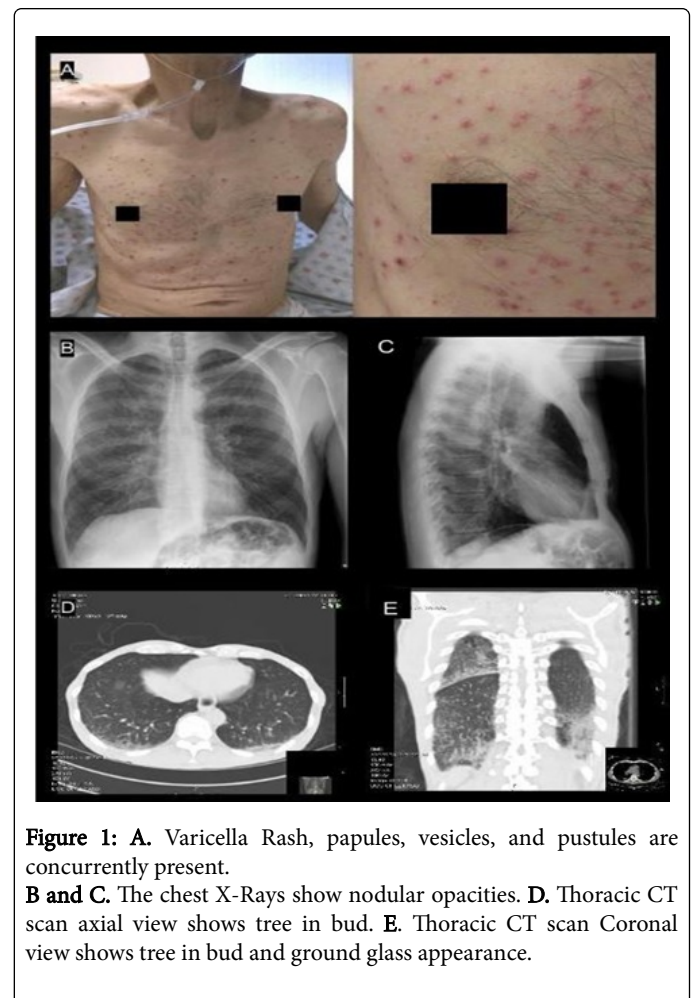 A
B
C
D
E
Figure 1: A. Varicella Rash, papules, vesicles, and pustules are
concurrently present.
B and C. The chest X-Rays show nodular opacities. D. Thoracic CT
scan axial view shows tree in bud. E. Thoracic CT scan Coronal
view shows tree in bud and ground glass appearance.